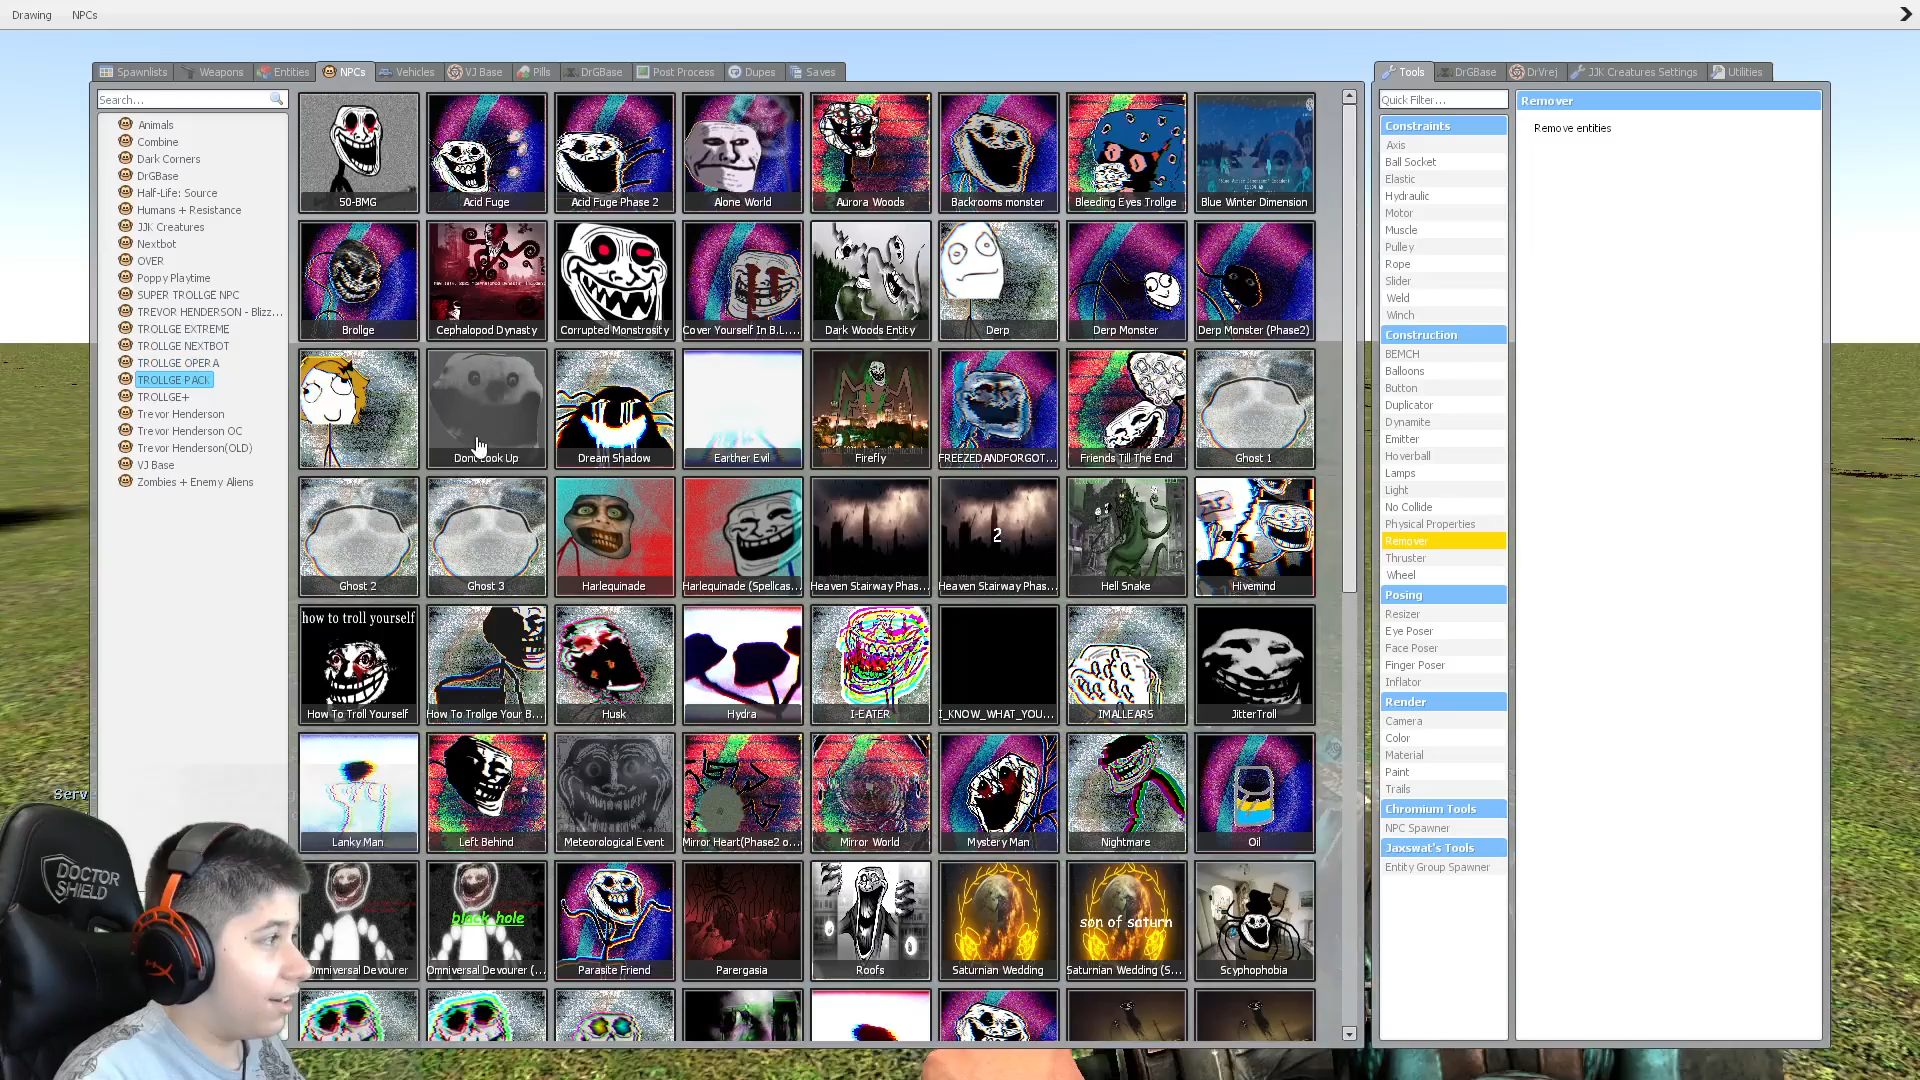 Drawing NPCs
Spawnlists Weapons Entities NPCs Vehicles VJ Base Pills DrGBase Post Process Dupes Saves
Search...
Animals
Combine
Dark Corners
DrGBase
Half-Life: Source
Humans + Resistance
JJK Creatures
Nextbot
OVER
Poppy Playtime
SUPER TROLLGE NPC
TREVOR HENDERSON - Blizz...
TROLLGE EXTREME
TROLLGE NEXTBOT
TROLLGE OPERA
TROLLGE PACK
TROLLGE+
Trevor Henderson
Trevor Henderson OC
Trevor Henderson(OLD)
VJ Base
Zombies + Enemy Aliens
50-BMG Acid Fuge Acid Fuge Phase 2 Alone World Aurora Woods Backrooms monster Bleeding Eyes Trollge Blue Winter Dimension
Brollge Cephalopod Dynasty Corrupted Monstrosity Cover Yourself In B.L.... Dark Woods Entity Derp Derp Monster Derp Monster (Phase2)
Dont Look Up Dream Shadow Earther Evil Firefly FREEZEDANDFORGOT... Friends Till The End Ghost 1
2
Ghost 2 Ghost 3 Harlequinade Harlequinade (Spellcas... Heaven Stairway Phas... Heaven Stairway Phas... Hell Snake Hivemind
how to troll yourself
How To Troll Yourself How To Trollge Your B... Husk Hydra I-EATER I_KNOW_WHAT_YOU... IMALLEARS JitterTroll
Lanky Man Left Behind Meteorological Event Mirror Heart(Phase2 o... Mirror World Mystery Man Nightmare Oil
black hole
son of saturn
Omniversal Devourer Omniversal Devourer (... Parasite Friend Parergasia Roofs Saturnian Wedding Saturnian Wedding (S... Scyphophobia
Serv
DOCTOR
SHIELD
Tools DrGBase DrVrej JJK Creatures Settings Utilities
Quick Filter...
Constraints
Axis
Ball Socket
Elastic
Hydraulic
Motor
Muscle
Pulley
Rope
Slider
Weld
Winch
Construction
BEMCH
Balloons
Button
Duplicator
Dynamite
Emitter
Hoverball
Lamps
Light
No Collide
Physical Properties
Remover
Thruster
Wheel
Posing
Resizer
Eye Poser
Face Poser
Finger Poser
Inflator
Render
Camera
Color
Material
Paint
Trails
Chromium Tools
NPC Spawner
Jaxswat's Tools
Entity Group Spawner
Remover
Remove entities